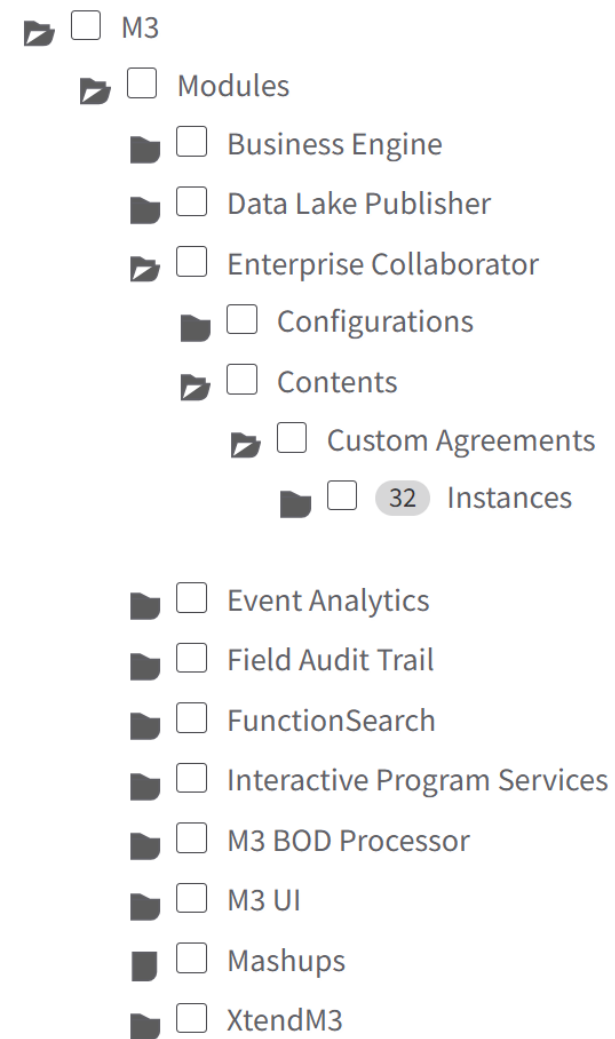 M3
Modules
Business Engine
Data Lake Publisher
Enterprise Collaborator
Configurations
Contents
Custom Agreements
32 Instances
Event Analytics
Field Audit Trail
FunctionSearch
Interactive Program Services
M3 BOD Processor
M3 UI
Mashups
XtendM3